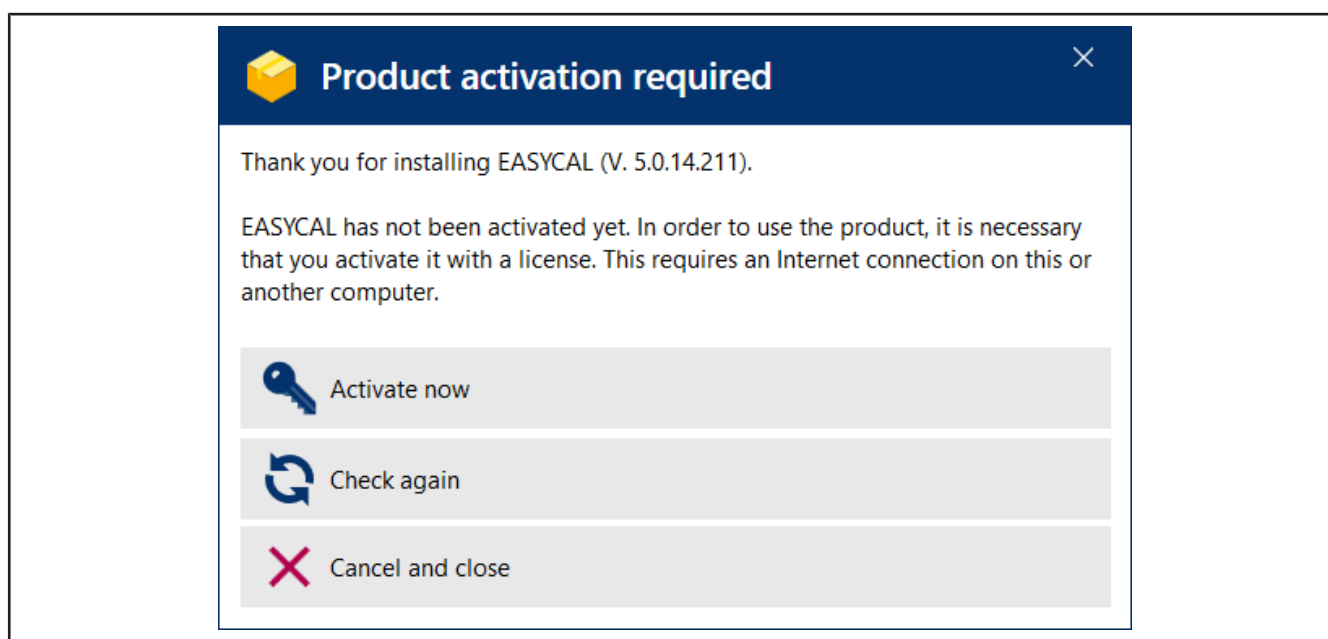 Product activation required
Thank you for installing EASYCAL (V. 5.0.14.211).
EASYCAL has not been activated yet. In order to use the product, it is necessary
that you activate it with a license. This requires an Internet connection on this or
another computer.
Activate now
Check again
Cancel and close